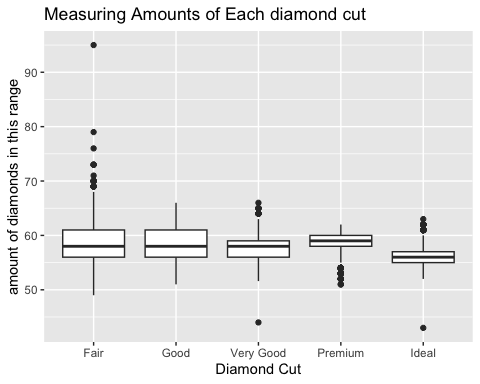 Measuring Amounts of Each diamond cut
amount of diamonds in this range
90
80
70
60
50
Fair Good Very Good Premium Ideal
Diamond Cut